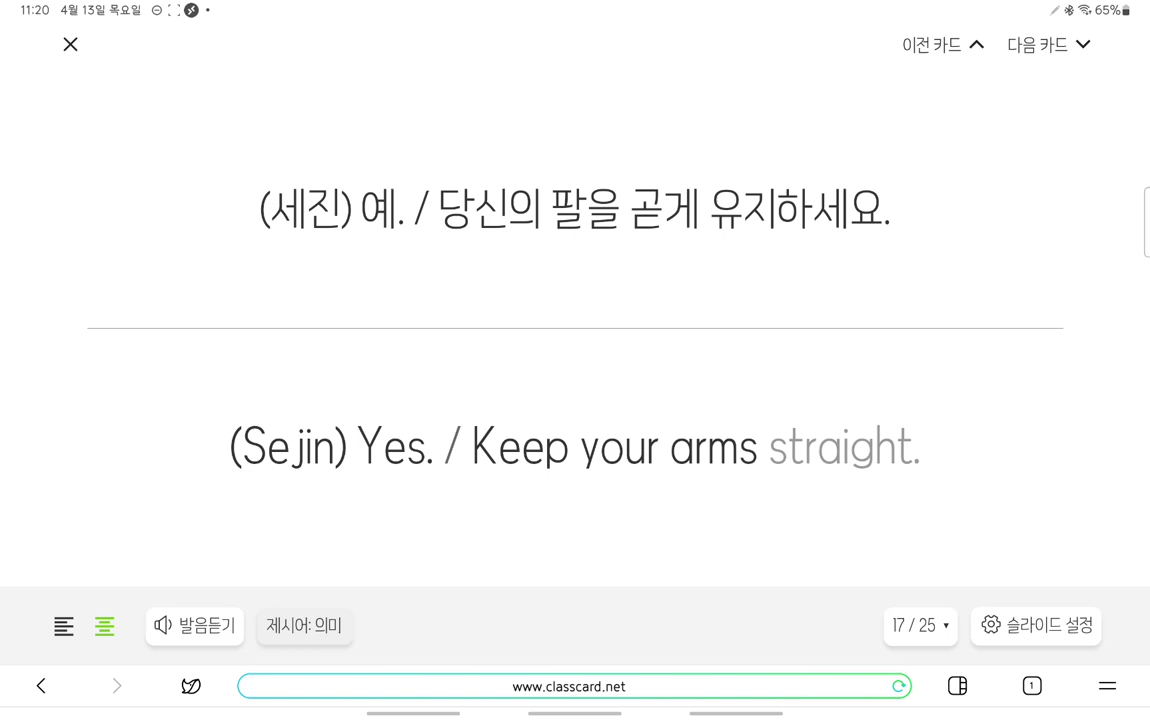 11:20 4월 13일 목요일
65%
이전 카드 다음 카드
(세진) 예. / 당신의 팔을 곧게 유지하세요.
(Sejin) Yes. / Keep your arms straight.
발음듣기 제시어: 의미 17 / 25 슬라이드 설정
www.classcard.net 1